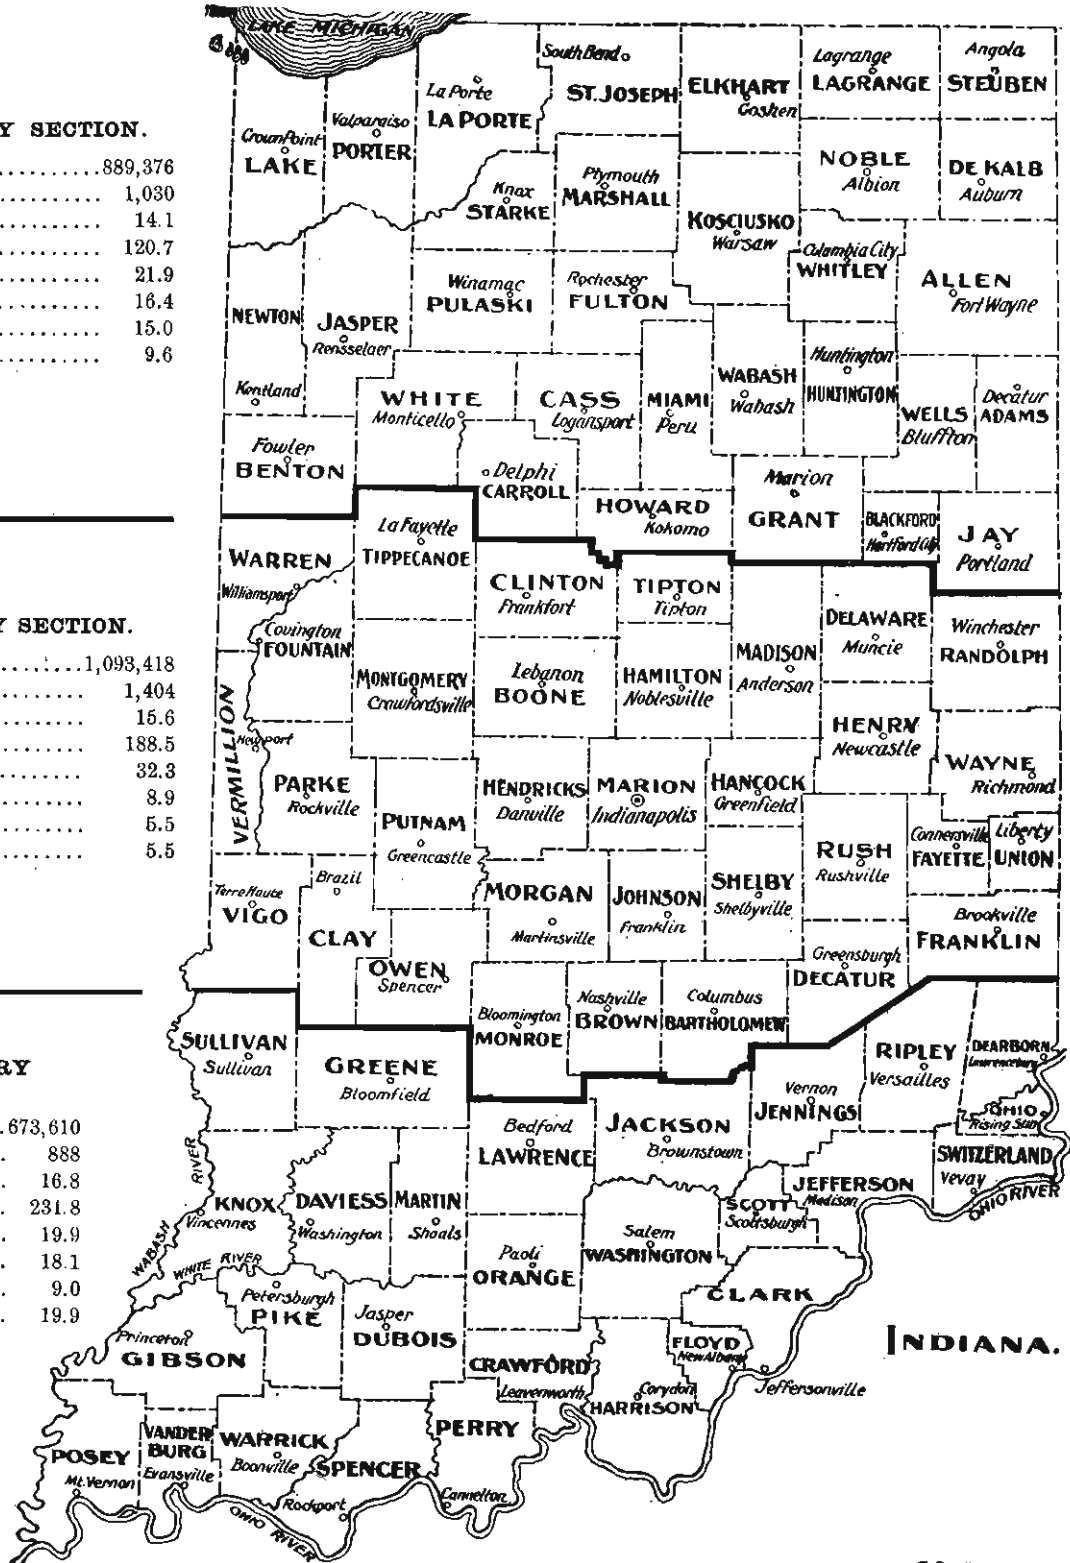 LAKE MICHIGAN
South Bend
ST. JOSEPH
ELKHART
Goshen
Lagrange
LAGRANGE
Angola
STEUBEN
La Porte
LA PORTE
Valparaiso
PORTER
Crown Point
LAKE
Y SECTION.
889,376
1,030
14.1
120.7
21.9
16.4
15.0
9.6
Knox
STARKE
Plymouth
MARSHALL
KOSCIUSKO
Warsaw
NOBLE
Albion
DE KALB
Auburn
Columbia City
WHITLEY
ALLEN
Fort Wayne
NEWTON
Kentland
JASPER
Rensselaer
Winamac
PULASKI
Rochester
FULTON
WHITE
Monticello
CASS
Logansport
MIAMI
Peru
WABASH
Wabash
Huntington
HUNTINGTON
WELLS
Bluffton
Decatur
ADAMS
Fowler
BENTON
Delphi
CARROLL
HOWARD
Kokomo
Marion
GRANT
BLACKFORD
Hartford City
JAY
Portland
WARREN
Williamsport
La Fayette
TIPPECANOE
CLINTON
Frankfort
TIPTON
Tipton
DELAWARE
Muncie
Winchester
RANDOLPH
Y SECTION.
1,093,418
1,404
15.6
188.5
32.3
8.9
5.5
5.5
Covington
FOUNTAIN
VERMILLION
Newport
MONTGOMERY
Crawfordsville
Lebanon
BOONE
HAMILTON
Noblesville
MADISON
Anderson
HENRY
Newcastle
WAYNE
Richmond
PARKE
Rockville
PUTNAM
Greencastle
HENDRICKS
Danville
MARION
Indianapolis
HANCOCK
Greenfield
RUSH
Rushville
Connersville
FAYETTE
Liberty
UNION
Terre Haute
VIGO
Brazil
CLAY
OWEN
Spencer
MORGAN
Martinsville
JOHNSON
Franklin
SHELBY
Shelbyville
Greensburgh
DECATUR
Brookville
FRANKLIN
SULLIVAN
Sullivan
GREENE
Bloomfield
Bloomington
MONROE
Nashville
BROWN
Columbus
BARTHOLOMEW
RIPLEY
Versailles
DEARBORN
Lawrenceburg
OHIO
Rising Sun
RY
673,610
888
16.8
231.8
19.9
18.1
9.0
19.9
WABASH RIVER
KNOX
Vincennes
DAVIESS
Washington
MARTIN
Shoals
Bedford
LAWRENCE
JACKSON
Brownstown
Vernon
JENNINGS
JEFFERSON
Madison
SWITZERLAND
Vevay
OHIO RIVER
SCOTT
Scottsburgh
WHITE RIVER
Petersburgh
PIKE
Jasper
DUBOIS
Paoli
ORANGE
Salem
WASHINGTON
CLARK
Princeton
GIBSON
CRAWFORD
Leavenworth
FLOYD
New Albany
Jeffersonville
Corydon
HARRISON
INDIANA.
POSEY
Mt. Vernon
VANDER
BURG
Evansville
WARRICK
Boonville
SPENCER
Rockport
PERRY
Cannelton
OHIO RIVER